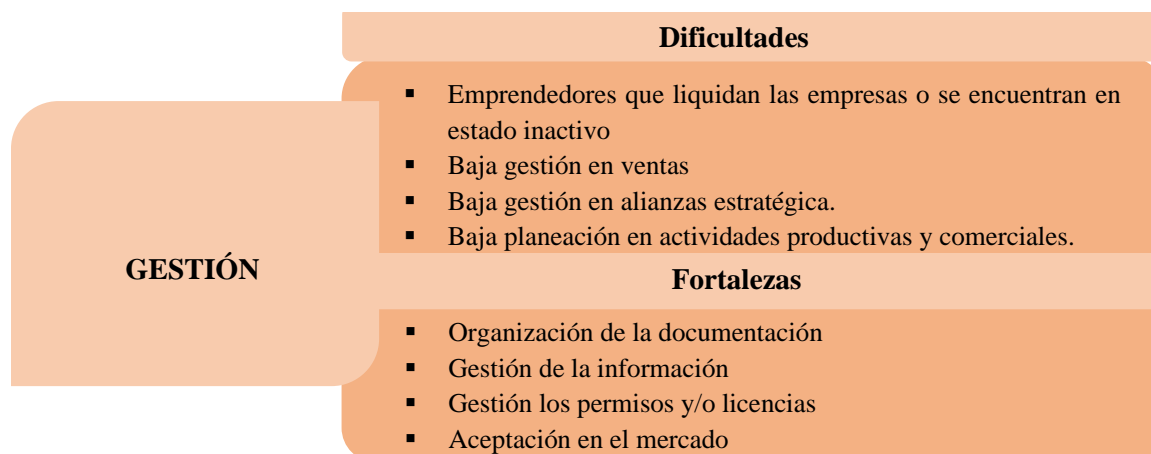 Dificultades
▪ Emprendedores que liquidan las empresas o se encuentran en
estado inactivo
▪ Baja gestión en ventas
▪ Baja gestión en alianzas estratégica.
▪ Baja planeación en actividades productivas y comerciales.
GESTIÓN
Fortalezas
▪ Organización de la documentación
▪ Gestión de la información
▪ Gestión los permisos y/o licencias
▪ Aceptación en el mercado